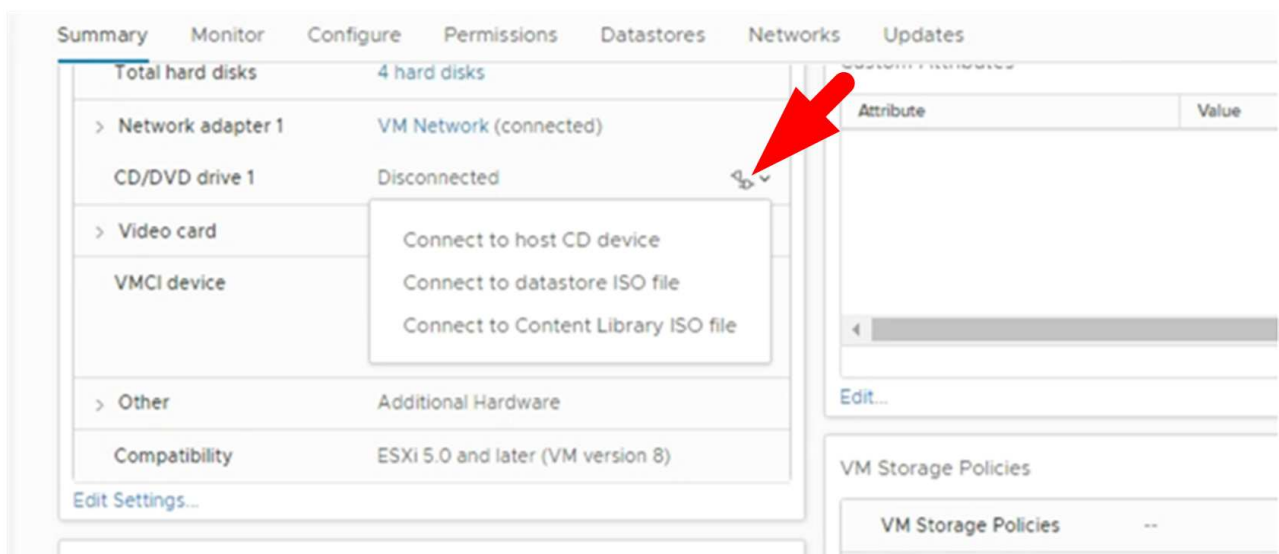 Summary Monitor Configure Permissions Datastores Networks Updates
Total hard disks 4 hard disks
Network adapter 1 VM Network (connected)
CD/DVD drive 1 Disconnected
Video card
VMCI device
Connect to host CD device
Connect to datastore ISO file
Connect to Content Library ISO file
Other Additional Hardware
Compatibility ESXi 5.0 and later (VM version 8)
Edit Settings...
Custom Attributes
Attribute Value
Edit...
VM Storage Policies
VM Storage Policies --